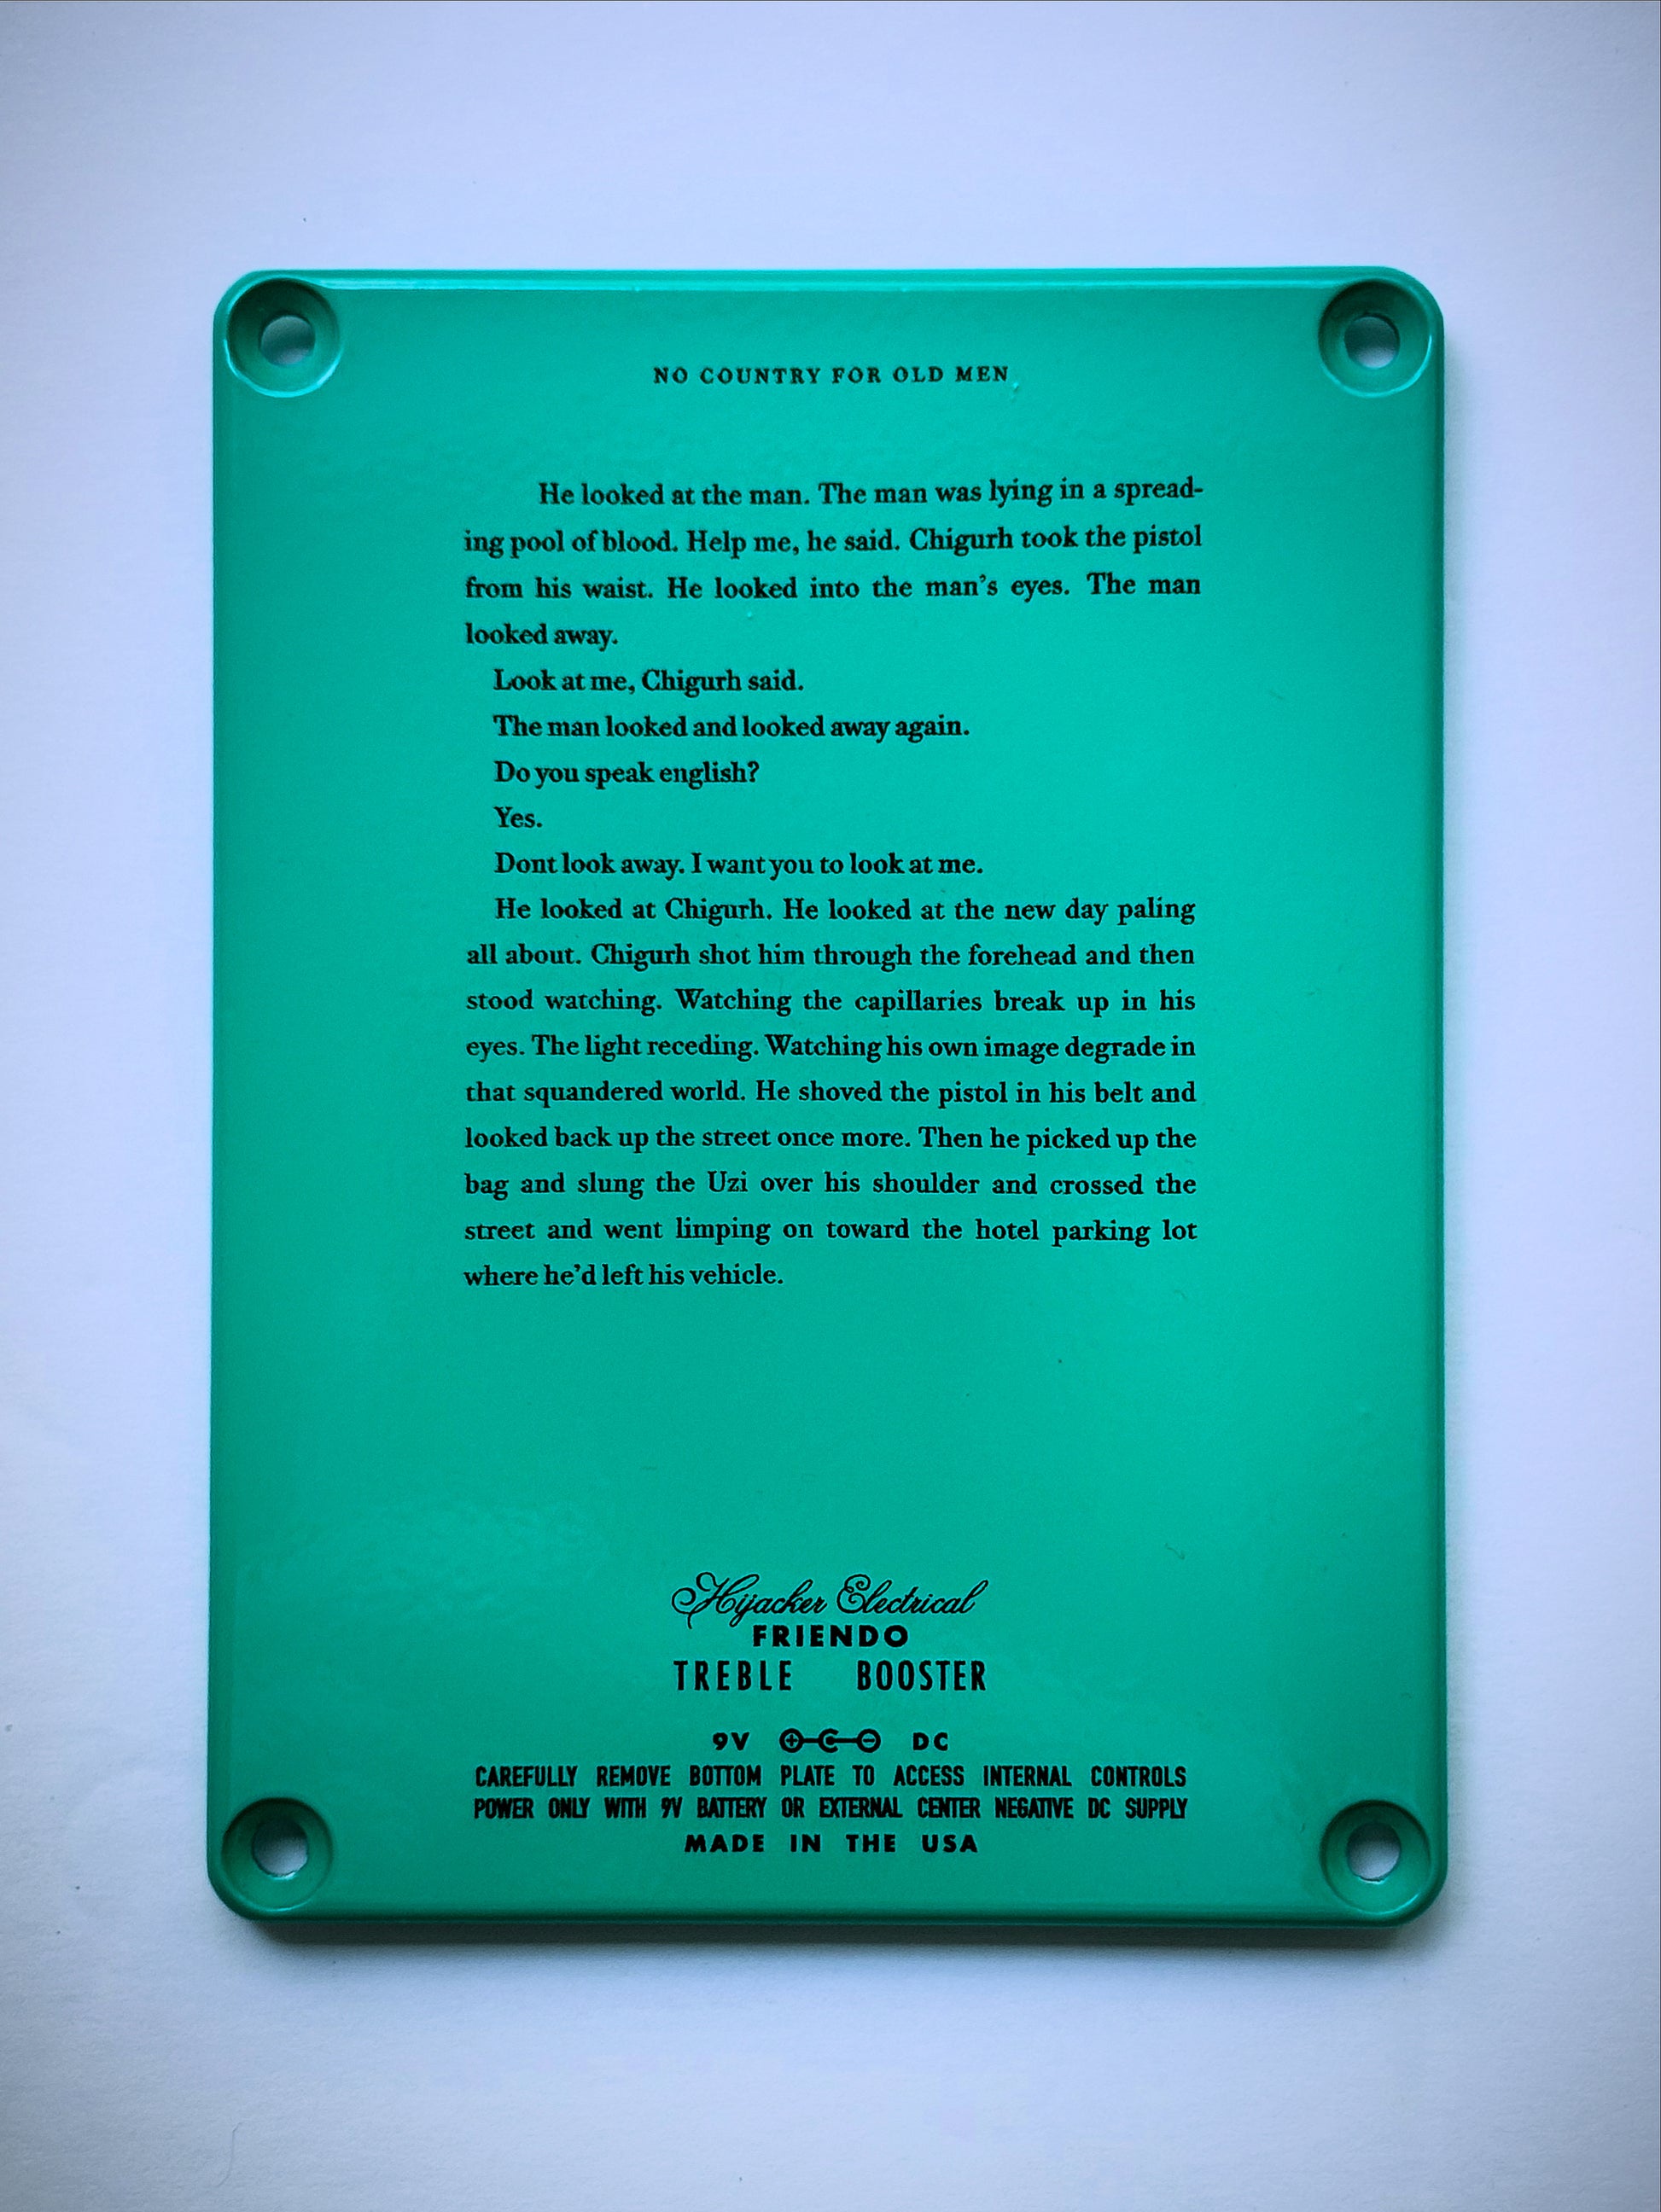 NO COUNTRY FOR OLD MEN
He looked at the man. The man was lying in a spread-
ing pool of blood. Help me, he said. Chigurh took the pistol
from his waist. He looked into the man’s eyes. The man
looked away.
Look at me, Chigurh said.
The man looked and looked away again.
Do you speak english?
Yes.
Dont look away. I want you to look at me.
He looked at Chigurh. He looked at the new day paling
all about. Chigurh shot him through the forehead and then
stood watching. Watching the capillaries break up in his
eyes. The light receding. Watching his own image degrade in
that squandered world. He shoved the pistol in his belt and
looked back up the street once more. Then he picked up the
bag and slung the Uzi over his shoulder and crossed the
street and went limping on toward the hotel parking lot
where he’d left his vehicle.
Hijacker Electrical
FRIENDO
TREBLE BOOSTER
9V DC
CAREFULLY REMOVE BOTTOM PLATE TO ACCESS INTERNAL CONTROLS
POWER ONLY WITH 9V BATTERY OR EXTERNAL CENTER NEGATIVE DC SUPPLY
MADE IN THE USA